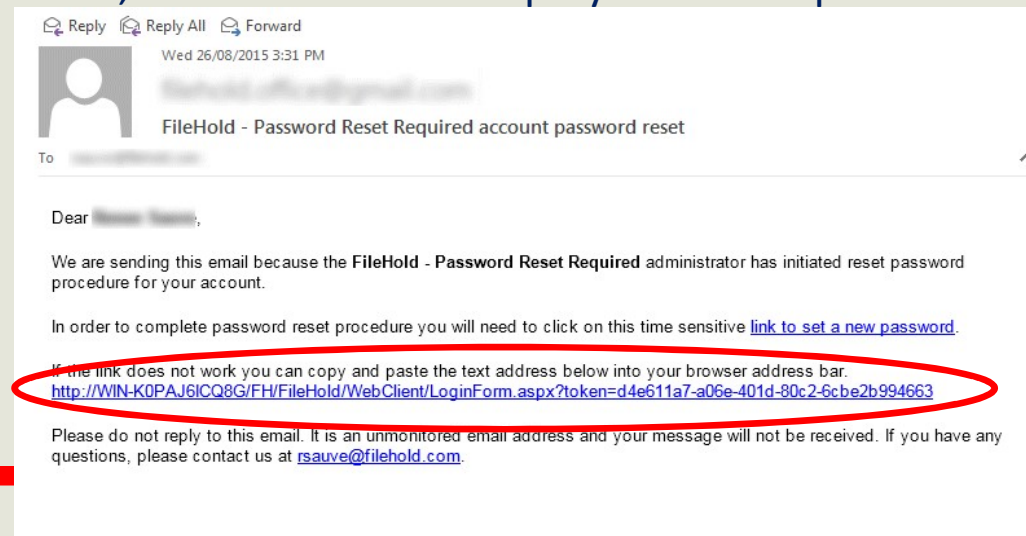 Reply Reply All Forward
Wed 26/08/2015 3:31 PM
FileHold - Password Reset Required account password reset
To
Dear
We are sending this email because the FileHold - Password Reset Required administrator has initiated reset password
procedure for your account.
In order to complete password reset procedure you will need to click on this time sensitive link to set a new password.
If the link does not work you can copy and paste the text address below into your browser address bar.
http://WIN-K0PAJ6ICQ8G/FH/FileHold/WebClient/LoginForm.aspx?token=d4e611a7-a06e-401d-80c2-6cbe2b994663
Please do not reply to this email. It is an unmonitored email address and your message will not be received. If you have any
questions, please contact us at rsauve@filehold.com.